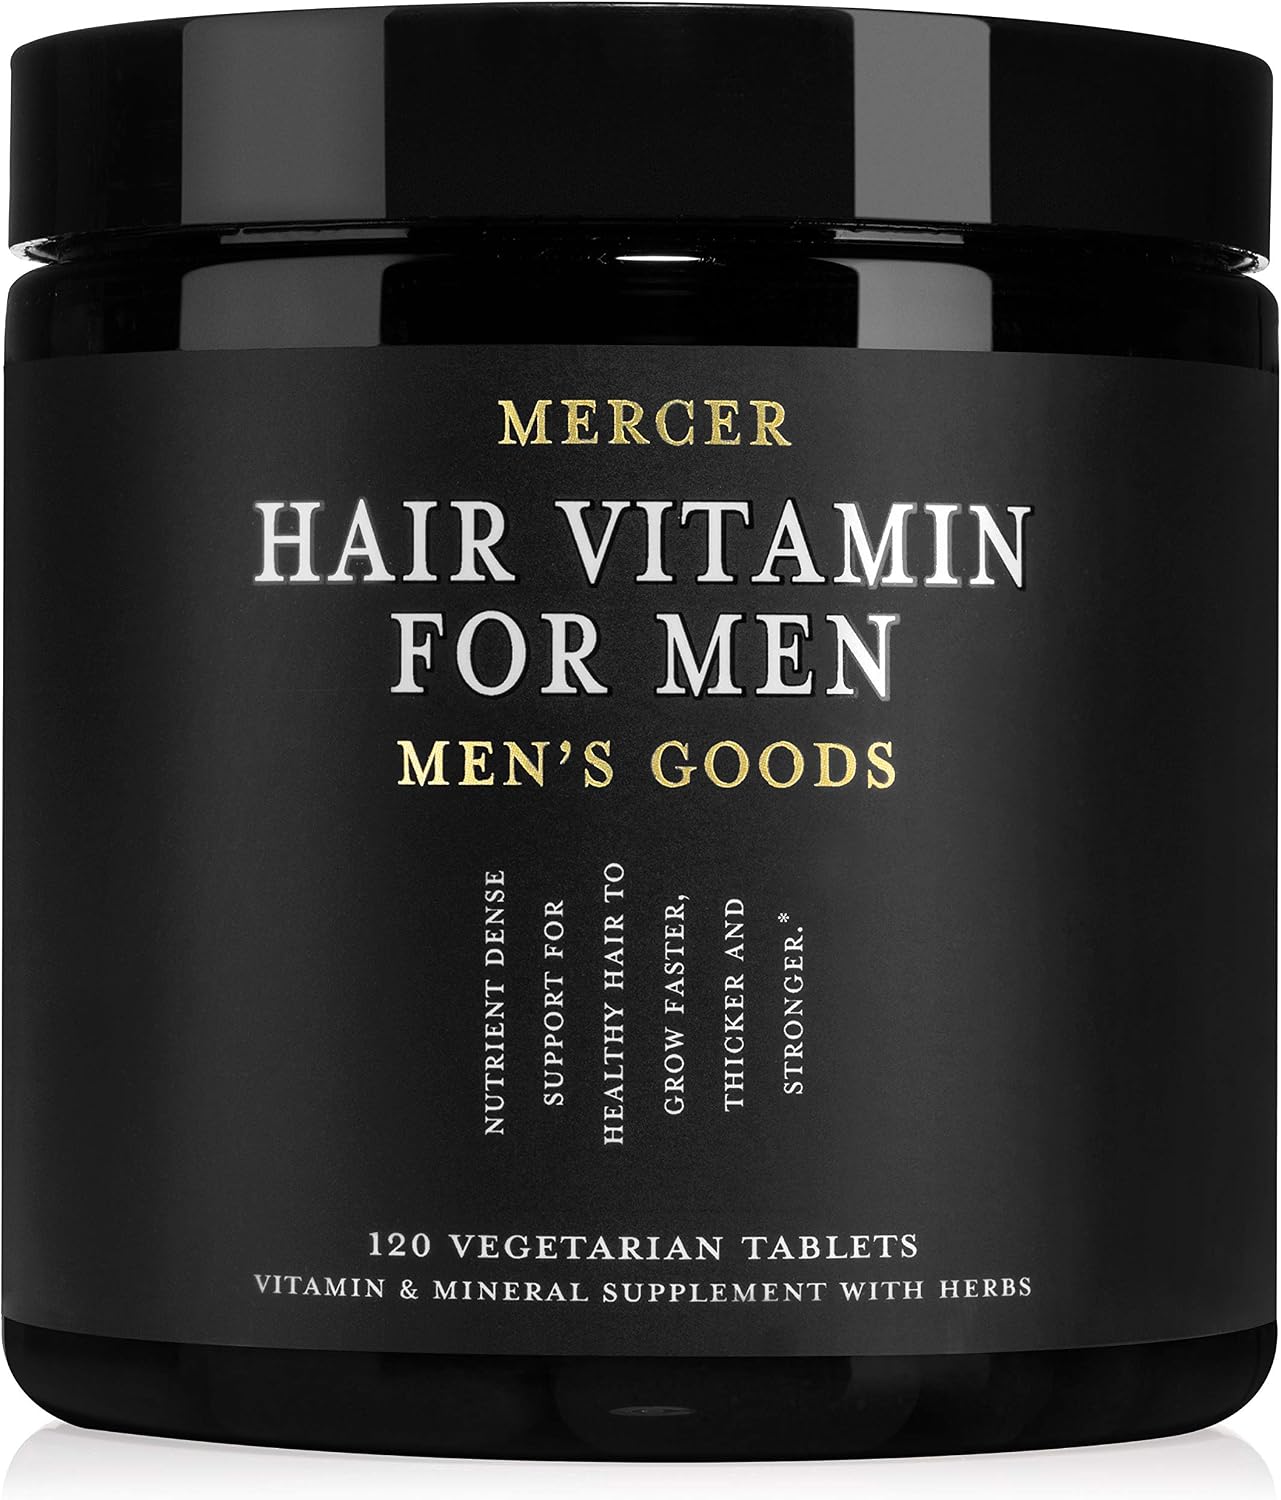 MERCER
HAIR VITAMIN
FOR MEN
MEN'S GOODS
NUTRIENT DENSE
SUPPORT FOR
HEALTHY HAIR TO
GROW FASTER,
THICKER AND
STRONGER.*
120 VEGETARIAN TABLETS
VITAMIN & MINERAL SUPPLEMENT WITH HERBS